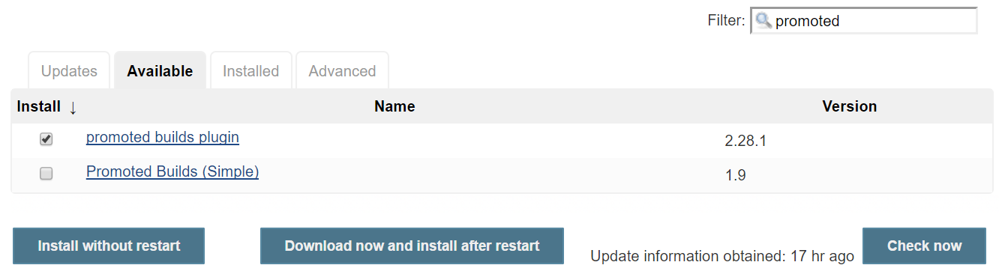 Filter: promoted
Updates Available Installed Advanced
Install ↓ Name Version
promoted builds plugin 2.28.1
Promoted Builds (Simple) 1.9
Install without restart Download now and install after restart Update information obtained: 17 hr ago Check now